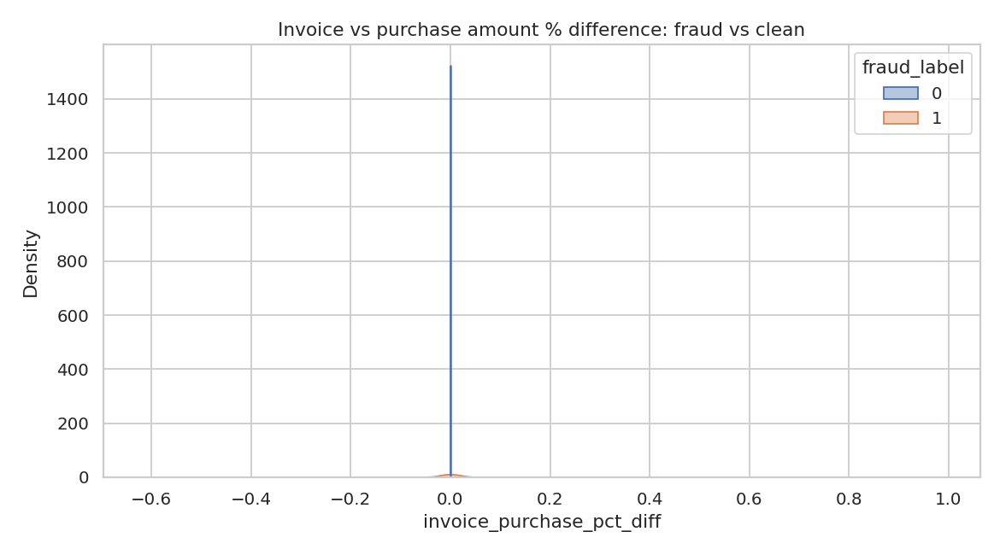 Invoice vs purchase amount % difference: fraud vs clean
fraud_label
0
1
1400
1200
1000
800
600
400
200
0
Density
−0.6 −0.4 −0.2 0.0 0.2 0.4 0.6 0.8 1.0
invoice_purchase_pct_diff